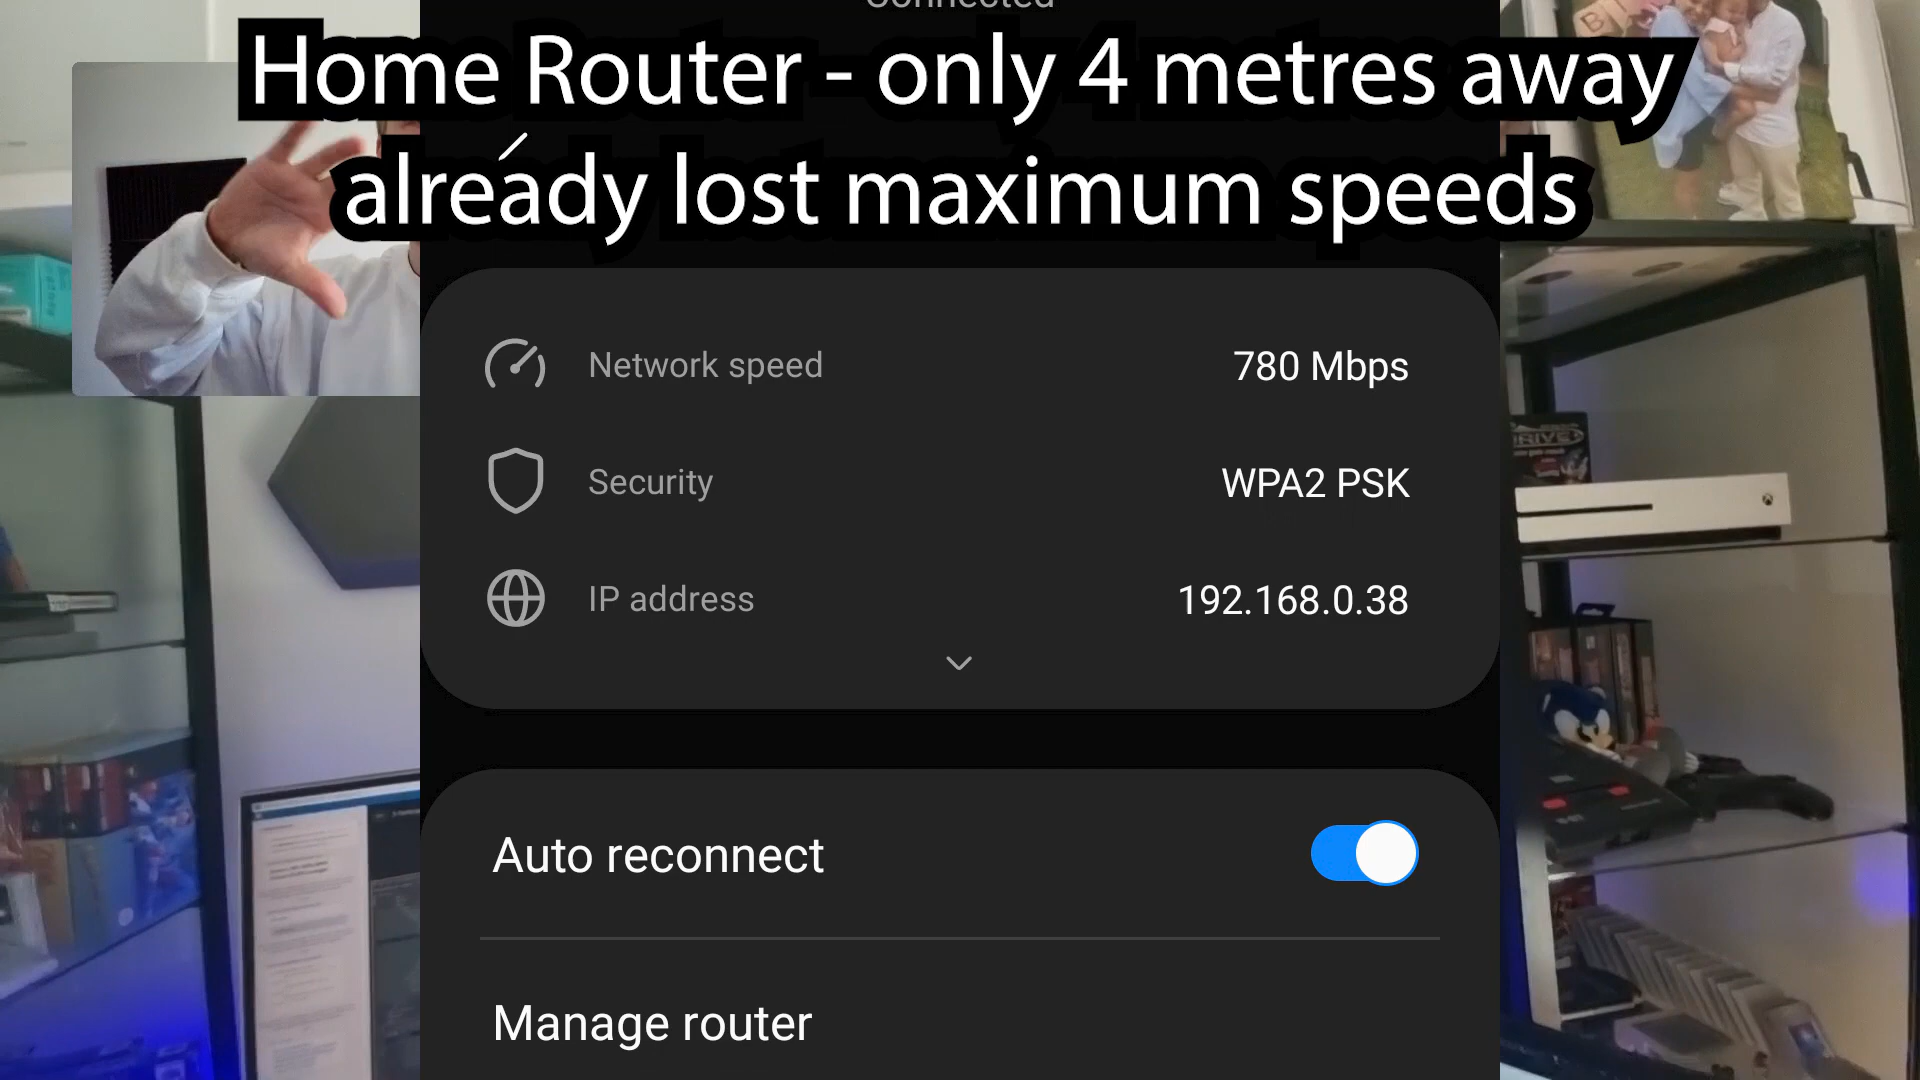 Connected
Home Router - only 4 metres away
already lost maximum speeds
Network speed
780 Mbps
Security
WPA2 PSK
IP address
192.168.0.38
Auto reconnect
Manage router